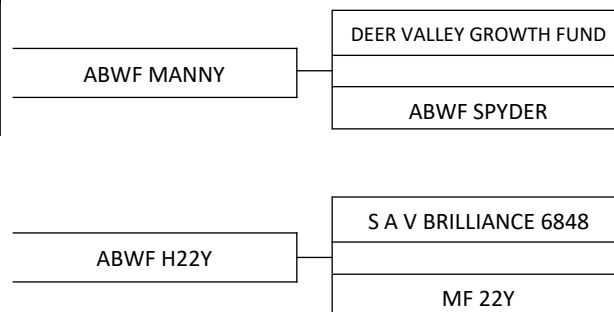 DEER VALLEY GROWTH FUND
ABWF MANNY
ABWF SPYDER
S A V BRILLIANCE 6848
ABWF H22Y
MF 22Y